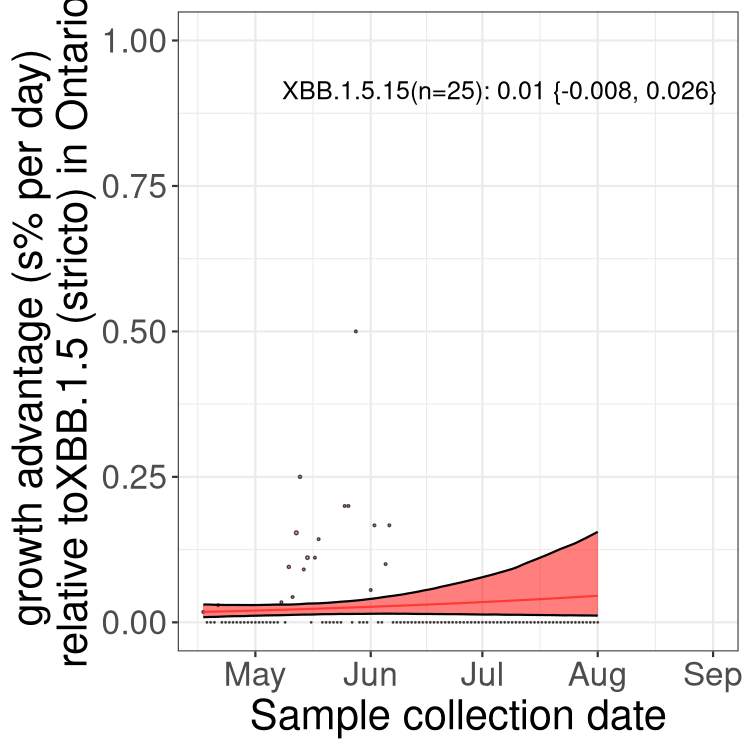 growth advantage (s% per day)
relative toXBB.1.5 (stricto) in Ontario
1.00
0.75
0.50
0.25
0.00
XBB.1.5.15(n=25): 0.01 {-0.008, 0.026}
May Jun Jul Aug Sep
Sample collection date